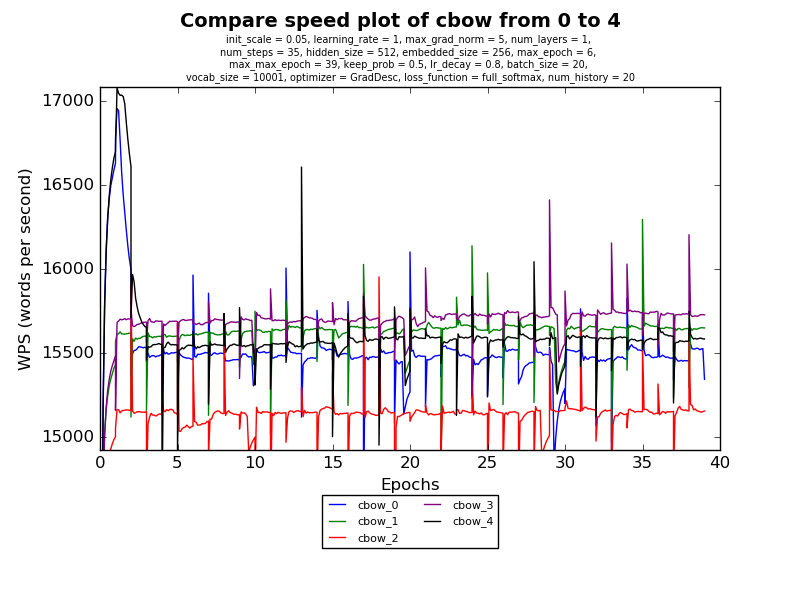 Compare speed plot of cbow from 0 to 4
init_scale = 0.05, learning_rate = 1, max_grad_norm = 5, num_layers = 1,
num_steps = 35, hidden_size = 512, embedded_size = 256, max_epoch = 6,
max_max_epoch = 39, keep_prob = 0.5, lr_decay = 0.8, batch_size = 20,
vocab_size = 10001, optimizer = GradDesc, loss_function = full_softmax, num_history = 20
WPS (words per second)
17000
16500
16000
15500
15000
0 5 10 15 20 25 30 35 40
Epochs
cbow_0 cbow_3
cbow_1 cbow_4
cbow_2